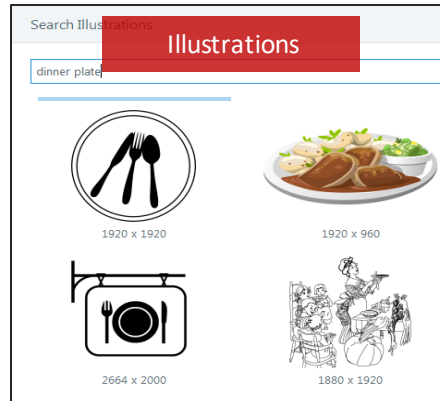 Search Illustrations
Illustrations
dinner plate
1920 x 1920
1920 x 960
2664 x 2000
1880 x 1920